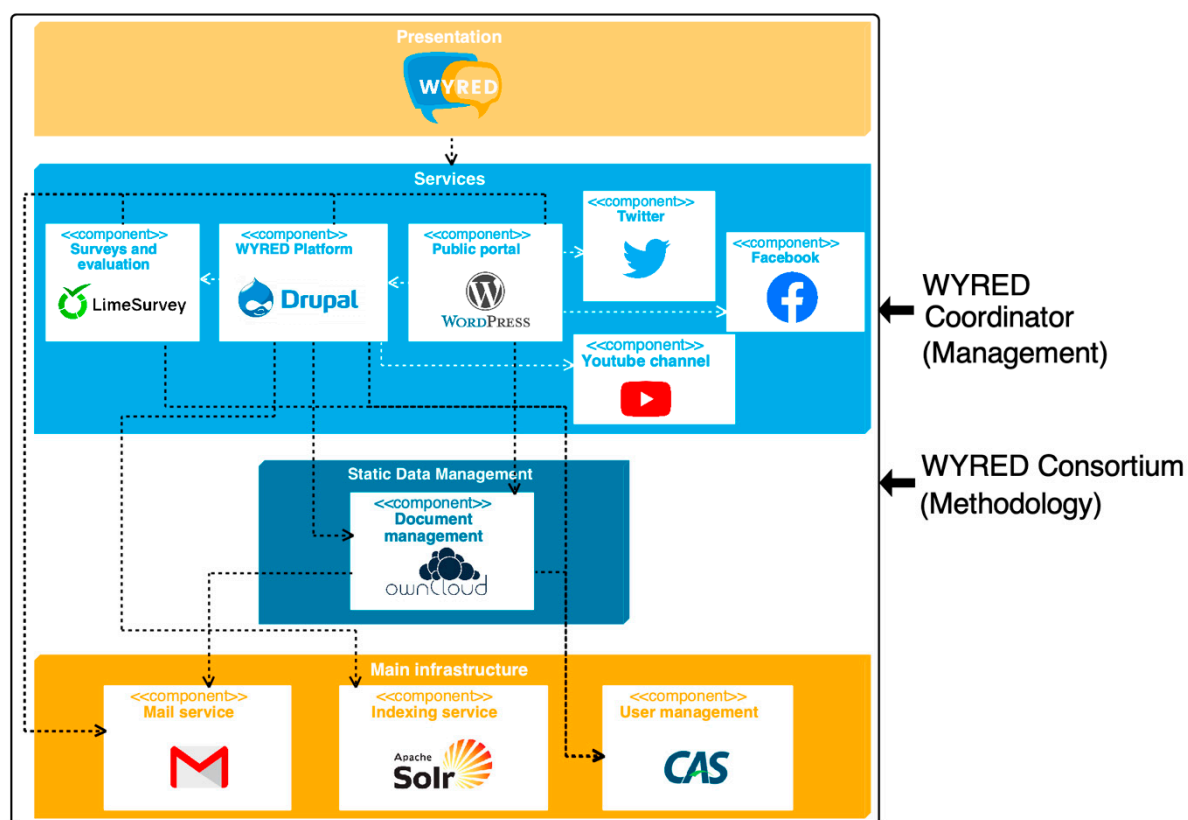 Presentation
WYRED
Services
<<component>>
Surveys and
evaluation
LimeSurvey
<<component>>
WYRED Platform
Drupal
<<component>>
Public portal
WORDPRESS
<<component>>
Twitter
<<component>>
Facebook
<<component>>
Youtube channel
WYRED
Coordinator
(Management)
WYRED Consortium
(Methodology)
Static Data Management
<<component>>
Document
management
ownCloud
Main infrastructure
<<component>>
Mail service
<<component>>
Indexing service
Apache
Solr
<<component>>
User management
CAS